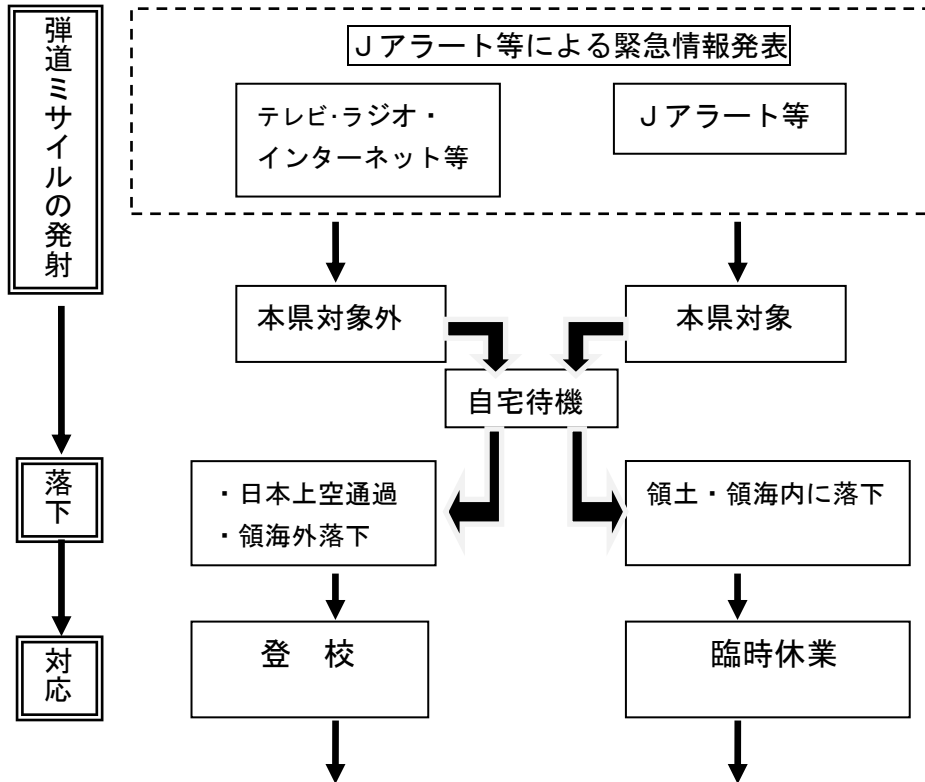 弾道ミサイルの発射
Jアラート等による緊急情報発表
テレビ・ラジオ・
インターネット等
Jアラート等
本県対象外
本県対象
自宅待機
落下
・日本上空通過
・領海外落下
領土・領海内に落下
対応
登　校
臨時休業